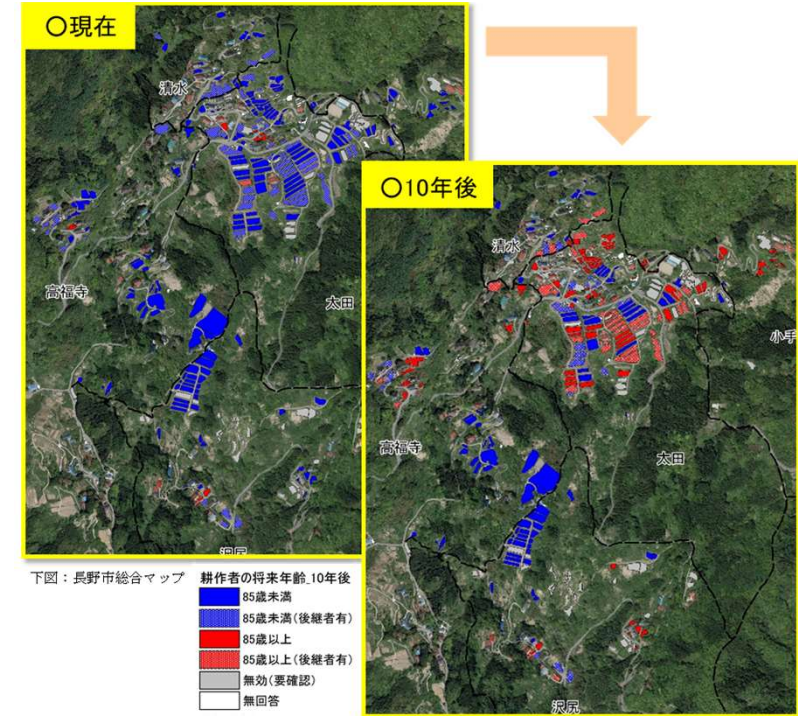 〇現在
清水
高福寺
太田
沢尻
〇10年後
清水
小手
高福寺
太田
沢尻
下図：長野市総合マップ
耕作者の将来年齢_10年後
85歳未満
85歳未満(後継者有)
85歳以上
85歳以上(後継者有)
無効(要確認)
無回答